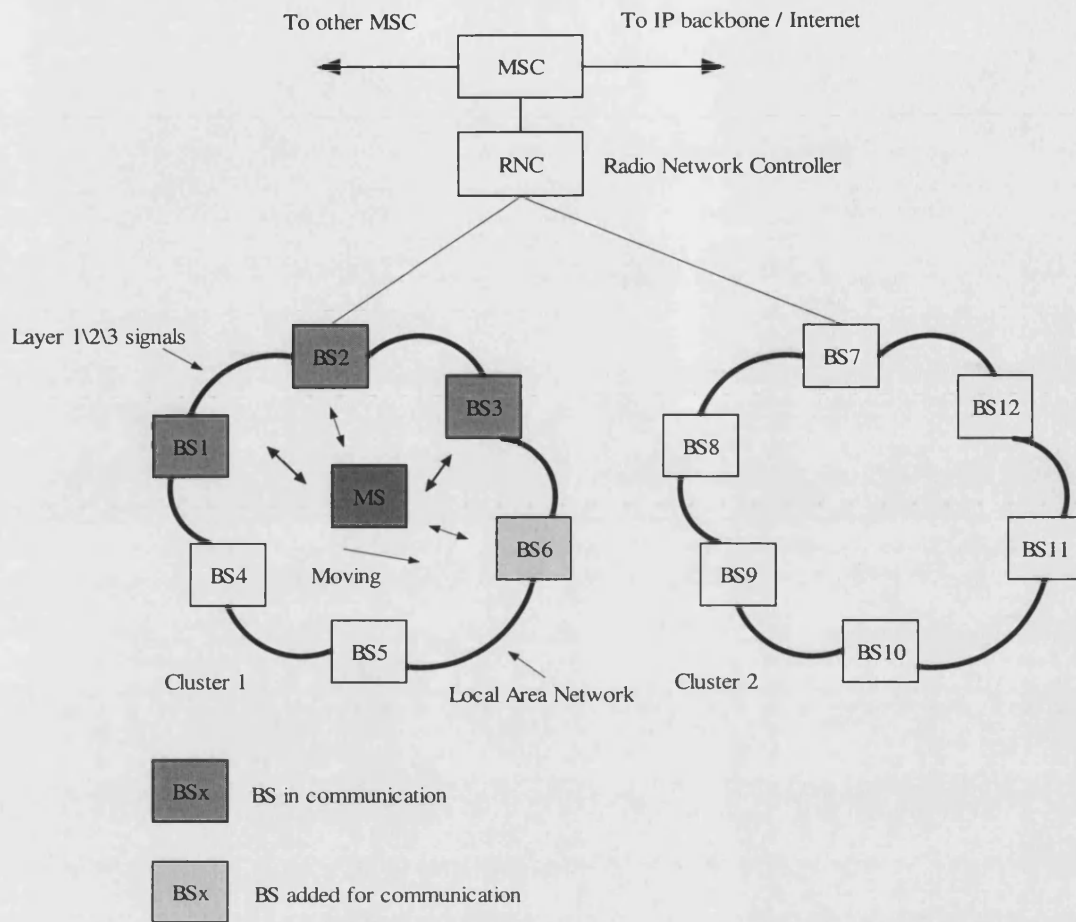 To other MSC
To IP backbone / Internet
MSC
RNC
Radio Network Controller
Layer 1\2\3 signals
BS2
BS7
BS3
BS12
BS1
BS8
MS
BS6
BS11
BS4
Moving
BS9
BS5
BS10
Cluster 1
Local Area Network
Cluster 2
BSx
BS in communication
BSx
BS added for communication